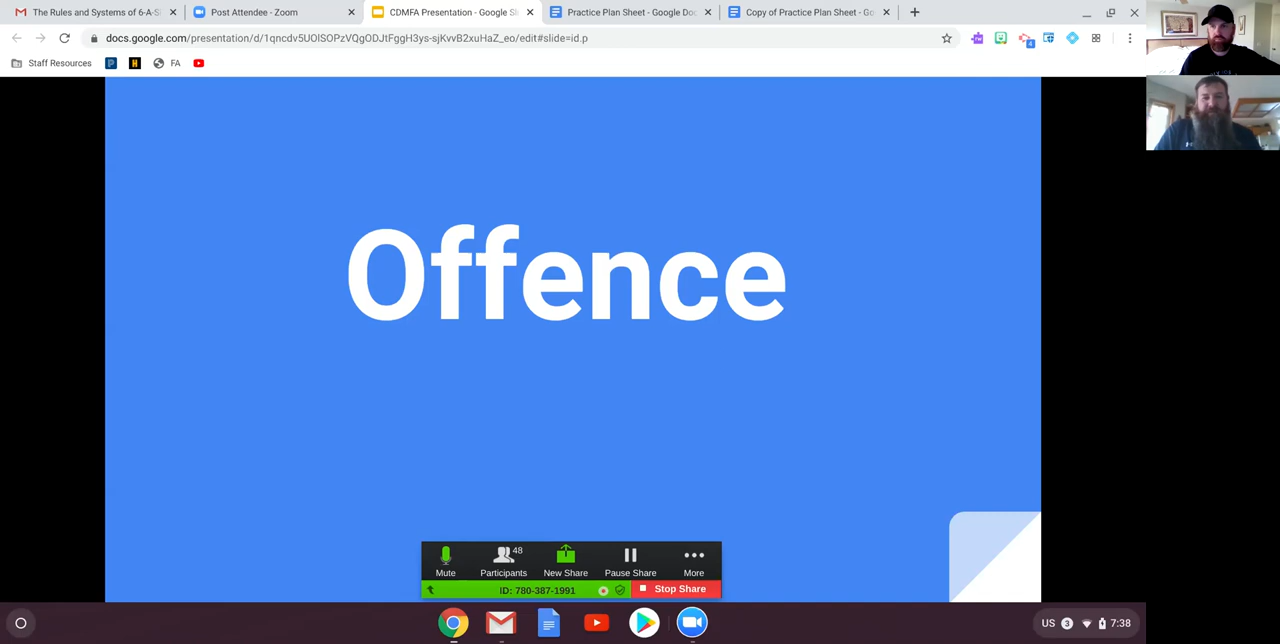 The Rules and Systems of 6-A-Si
Post Attendee - Zoom
CDMFA Presentation - Google Sl
Practice Plan Sheet - Google Doc
Copy of Practice Plan Sheet - Go
docs.google.com/presentation/d/1qncdv5UOlSOPzVQgODJtFggH3ys-sjKvvB2xuHaZ_eo/edit#slide=id.p
4
Staff Resources
P
H
FA
Offence
48
Mute
Participants
New Share
Pause Share
More
ID: 780-387-1991
Stop Share
US
3
7:38